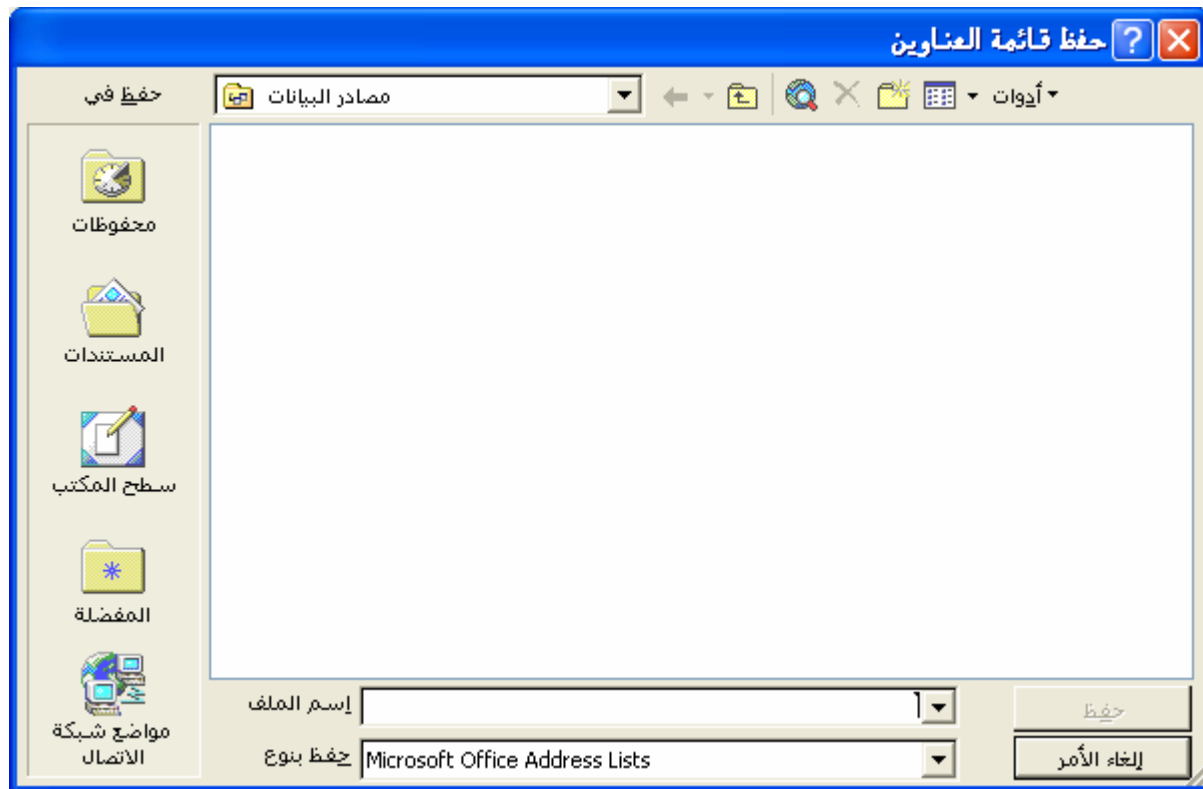 حفظ قائمة العناوين
حفظ في
مصادر البيانات
أدوات
محفوظات
المستندات
سطح المكتب
المفضلة
مواضع شبكة
الاتصال
إسم الملف
حفظ
حفظ بنوع
Microsoft Office Address Lists
إلغاء الأمر